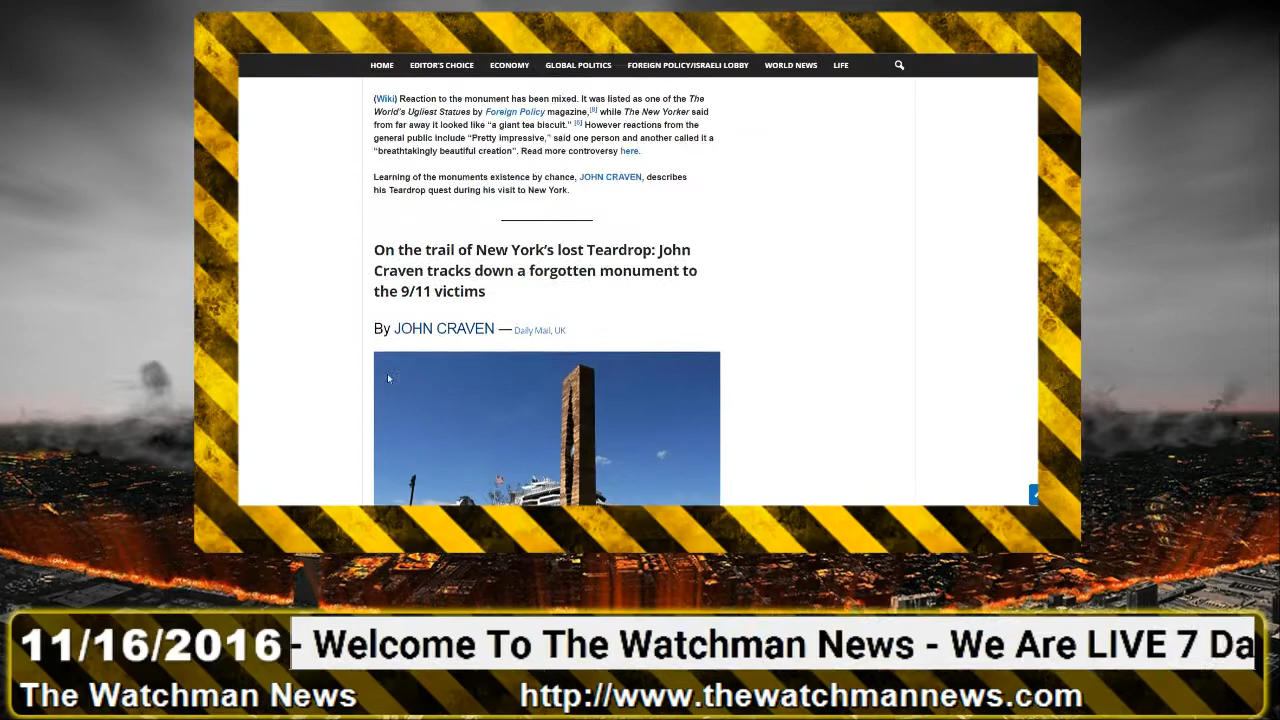 HOME EDITOR'S CHOICE ECONOMY GLOBAL POLITICS FOREIGN POLICY/ISRAELI LOBBY WORLD NEWS LIFE
(Wiki) Reaction to the monument has been mixed. It was listed as one of the The
World's Ugliest Statues by Foreign Policy magazine,[8] while The New Yorker said
from far away it looked like "a giant tea biscuit." [6] However reactions from the
general public include "Pretty impressive," said one person and another called it a
"breathtakingly beautiful creation". Read more controversy here.
Learning of the monuments existence by chance, JOHN CRAVEN, describes
his Teardrop quest during his visit to New York.
On the trail of New York's lost Teardrop: John
Craven tracks down a forgotten monument to
the 9/11 victims
By JOHN CRAVEN — Daily Mail, UK
11/16/2016 - Welcome To The Watchman News - We Are LIVE 7 Da
The Watchman News http://www.thewatchmannews.com